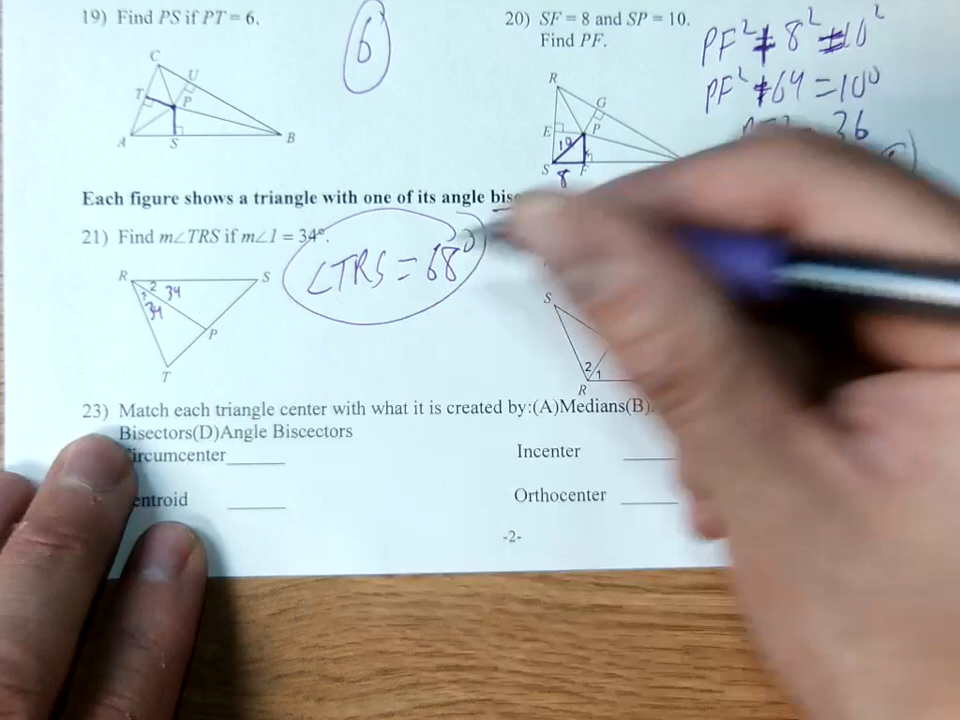 19) Find PS if PT = 6.
6
C
U
T
P
A
S
B
20) SF = 8 and SP = 10.
Find PF.
PF² + 8² = 10²
PF² + 64 = 100
36
R
G
E
P
10
S
F
8
Each figure shows a triangle with one of its angle
21) Find m∠TRS if m∠1 = 34°.
∠TRS = 68°
R
S
2
34
1
34
P
T
S
2
1
R
23) Match each triangle center with what it is created by:(A)Medians(B)
Bisectors(D)Angle Biscectors
ircumcenter
Incenter
entroid
Orthocenter
-2-